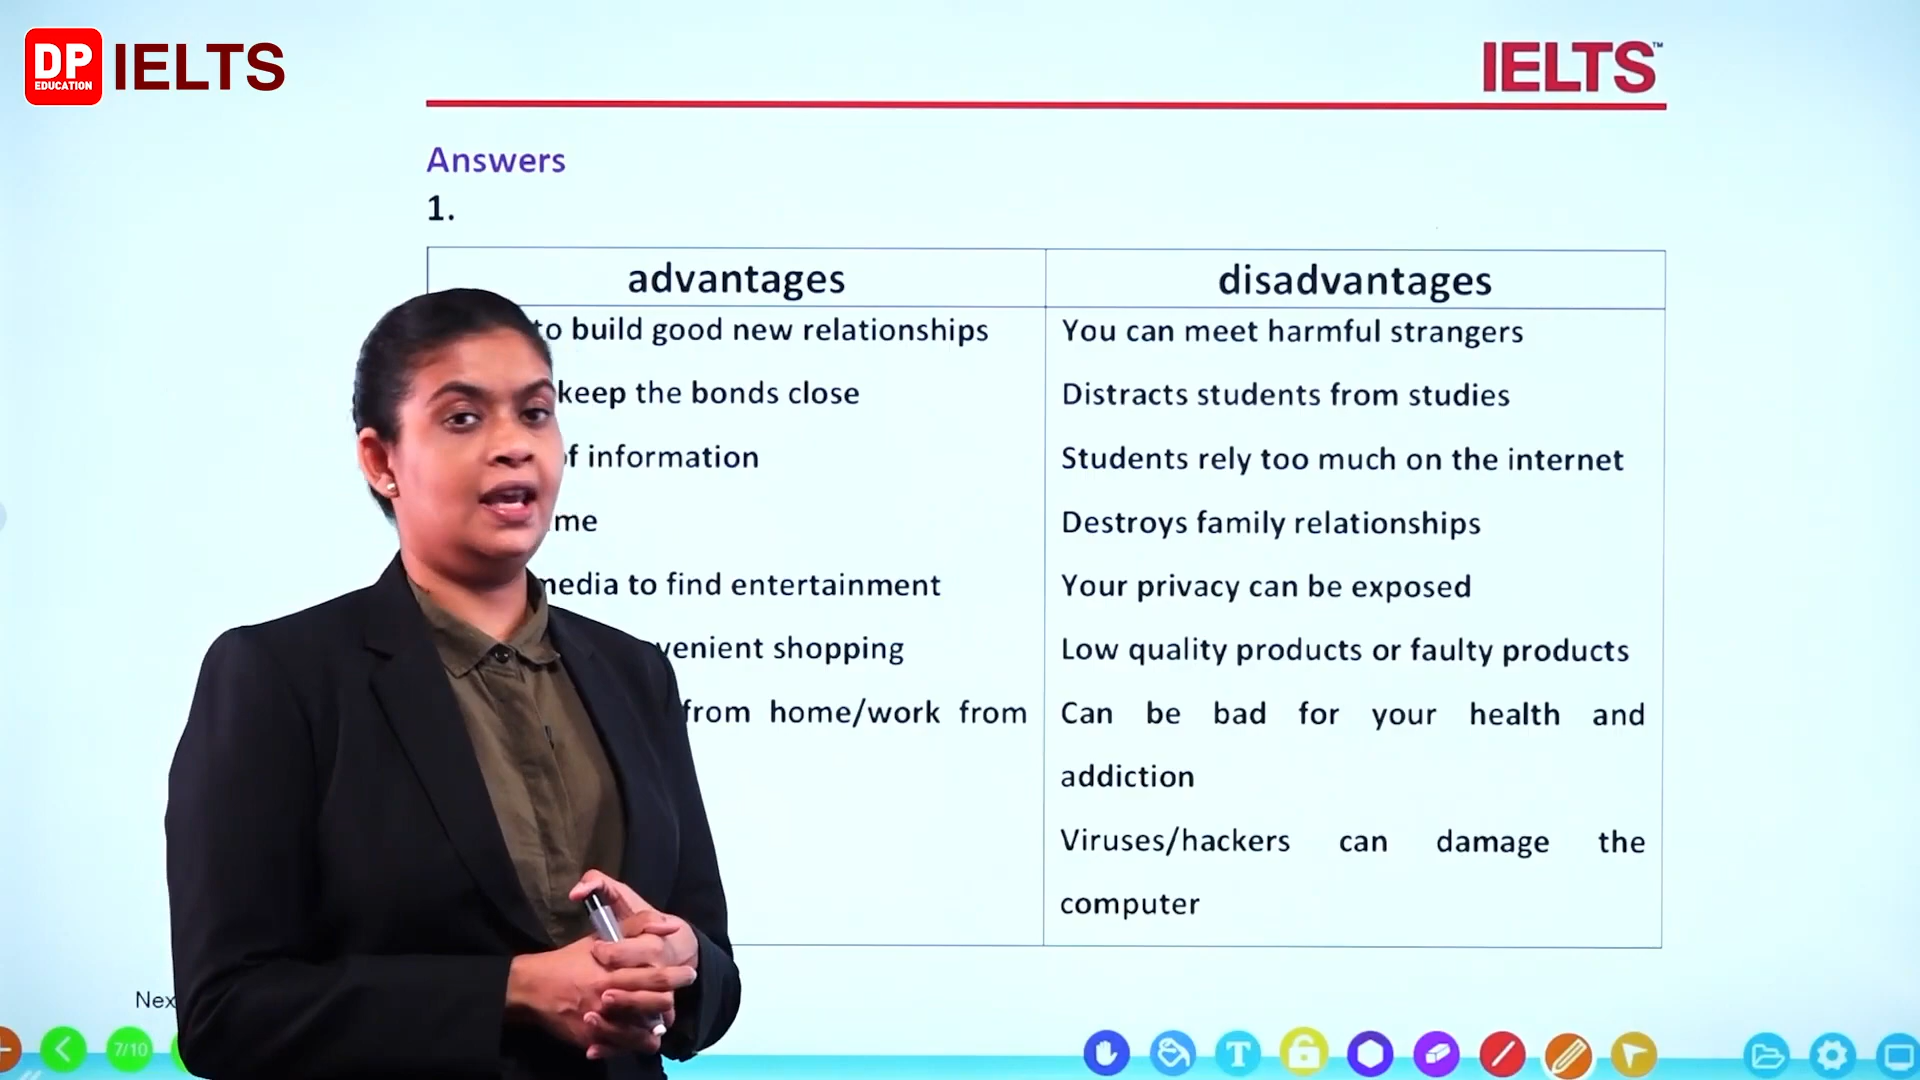 DP
EDUCATION
IELTS
IELTS™
Answers
1.
advantages
disadvantages
to build good new relationships
keep the bonds close
of information
me
media to find entertainment
venient shopping
from home/work from
You can meet harmful strangers
Distracts students from studies
Students rely too much on the internet
Destroys family relationships
Your privacy can be exposed
Low quality products or faulty products
Can be bad for your health and
addiction
Viruses/hackers can damage the
computer
Nex
7/10
T